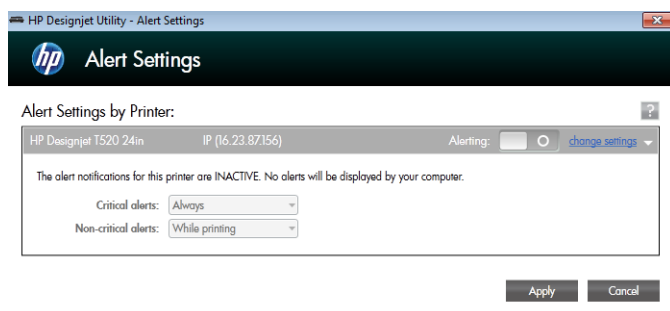 HP Designjet Utility - Alert Settings
hp Alert Settings
Alert Settings by Printer: ?
HP Designjet T520 24in IP (16.23.87.156) Alerting: O change settings
The alert notifications for this printer are INACTIVE. No alerts will be displayed by your computer.
Critical alerts: Always
Non-critical alerts: While printing
Apply Cancel